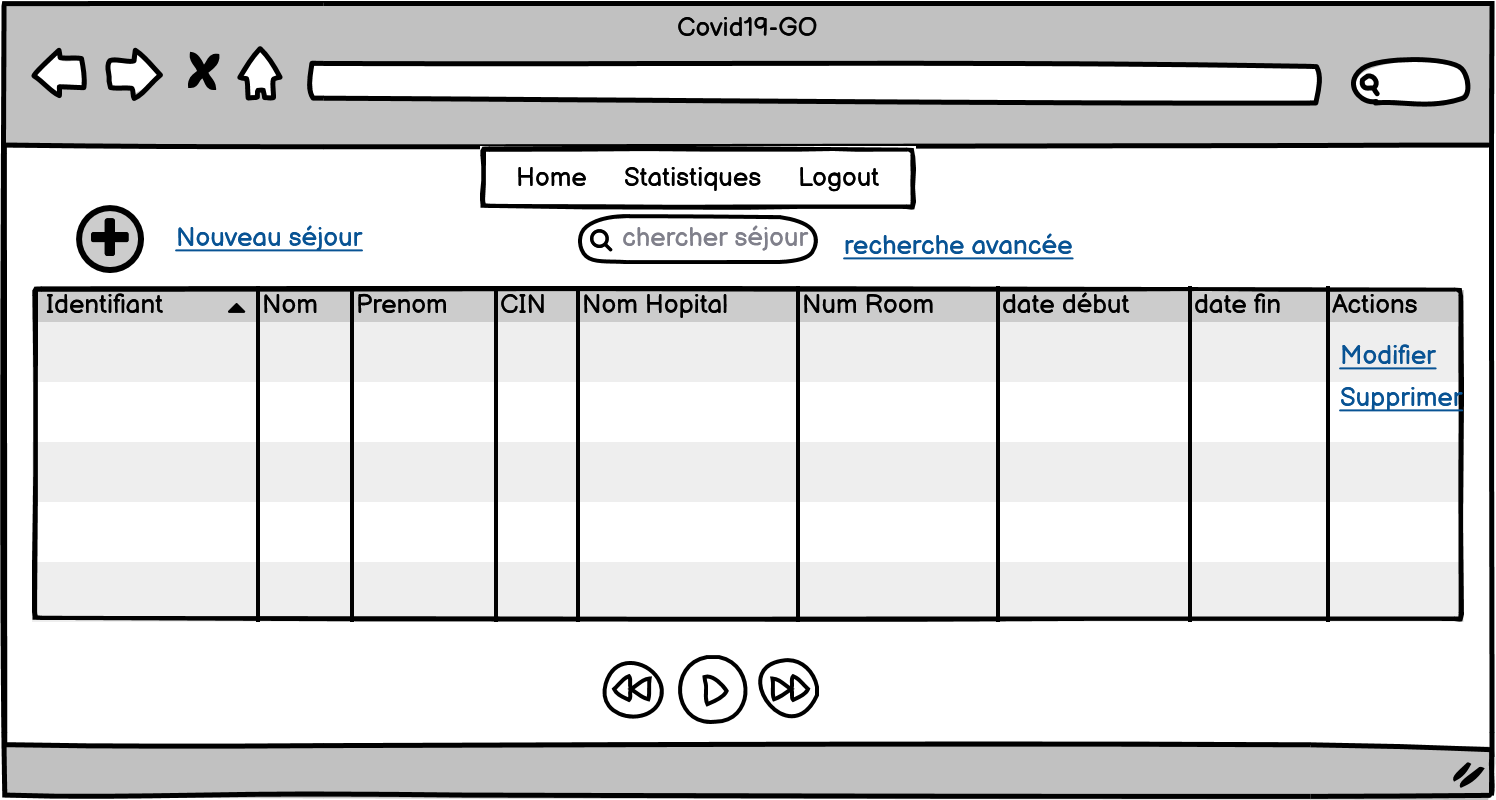 Covid19-GO
Home Statistiques Logout
Nouveau séjour chercher séjour recherche avancée
Identifiant Nom Prenom CIN Nom Hopital Num Room date début date fin Actions
Modifier
Supprimer